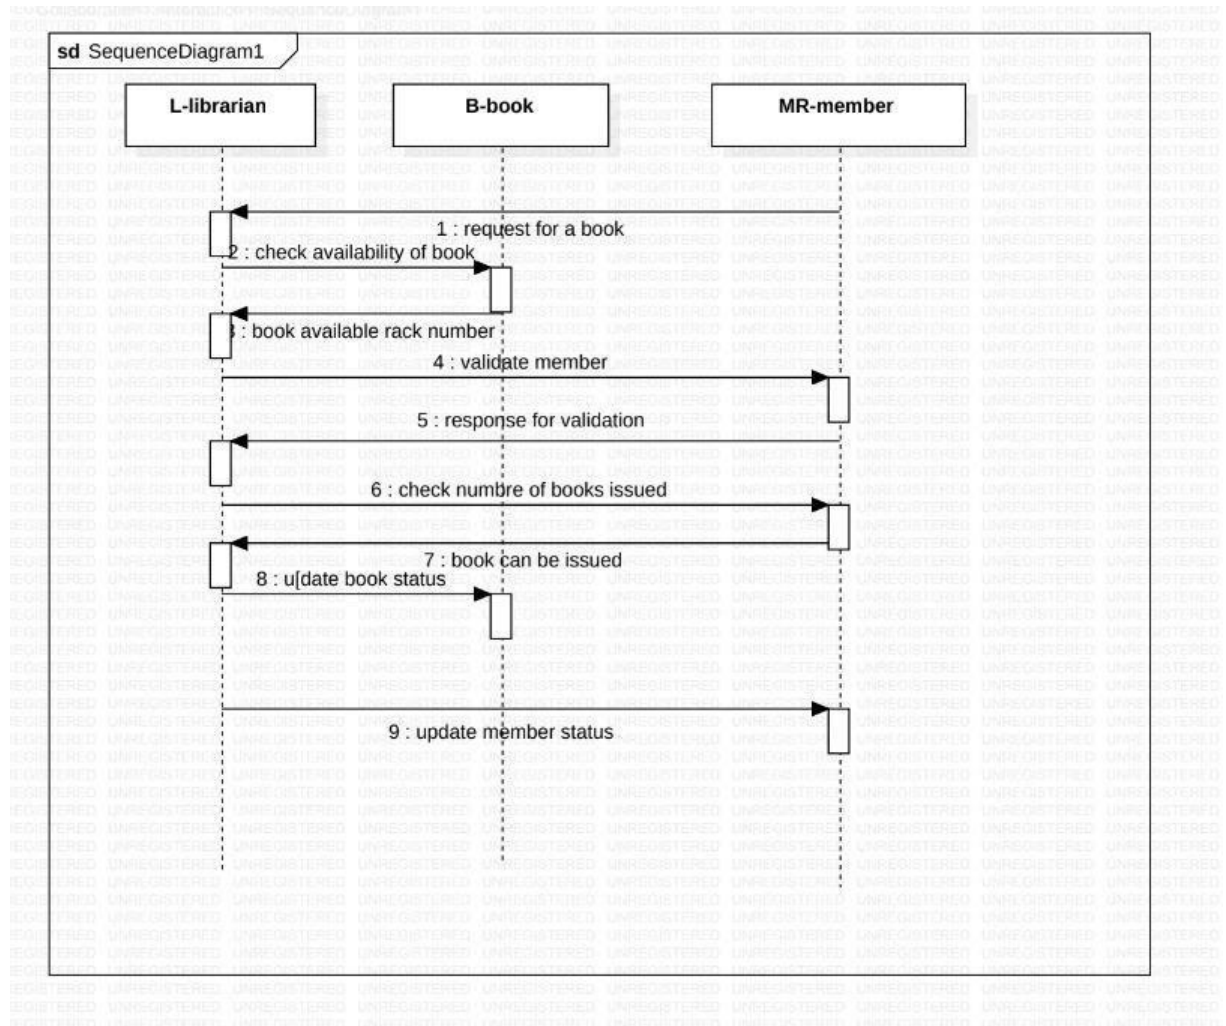 sd SequenceDiagram1
L-librarian
B-book
MR-member
1 : request for a book
2 : check availability of book
3 : book available rack number
4 : validate member
5 : response for validation
6 : check numbre of books issued
7 : book can be issued
8 : u[date book status
9 : update member status
UNREGISTERED